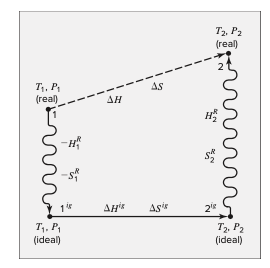 T₂, P₂
(real)
2
T₁, P₁
(real)
1
ΔH
ΔS
−H₁ᴿ
−S₁ᴿ
H₂ᴿ
S₂ᴿ
1ⁱᵍ
ΔHⁱᵍ
ΔSⁱᵍ
2ⁱᵍ
T₁, P₁
(ideal)
T₂, P₂
(ideal)